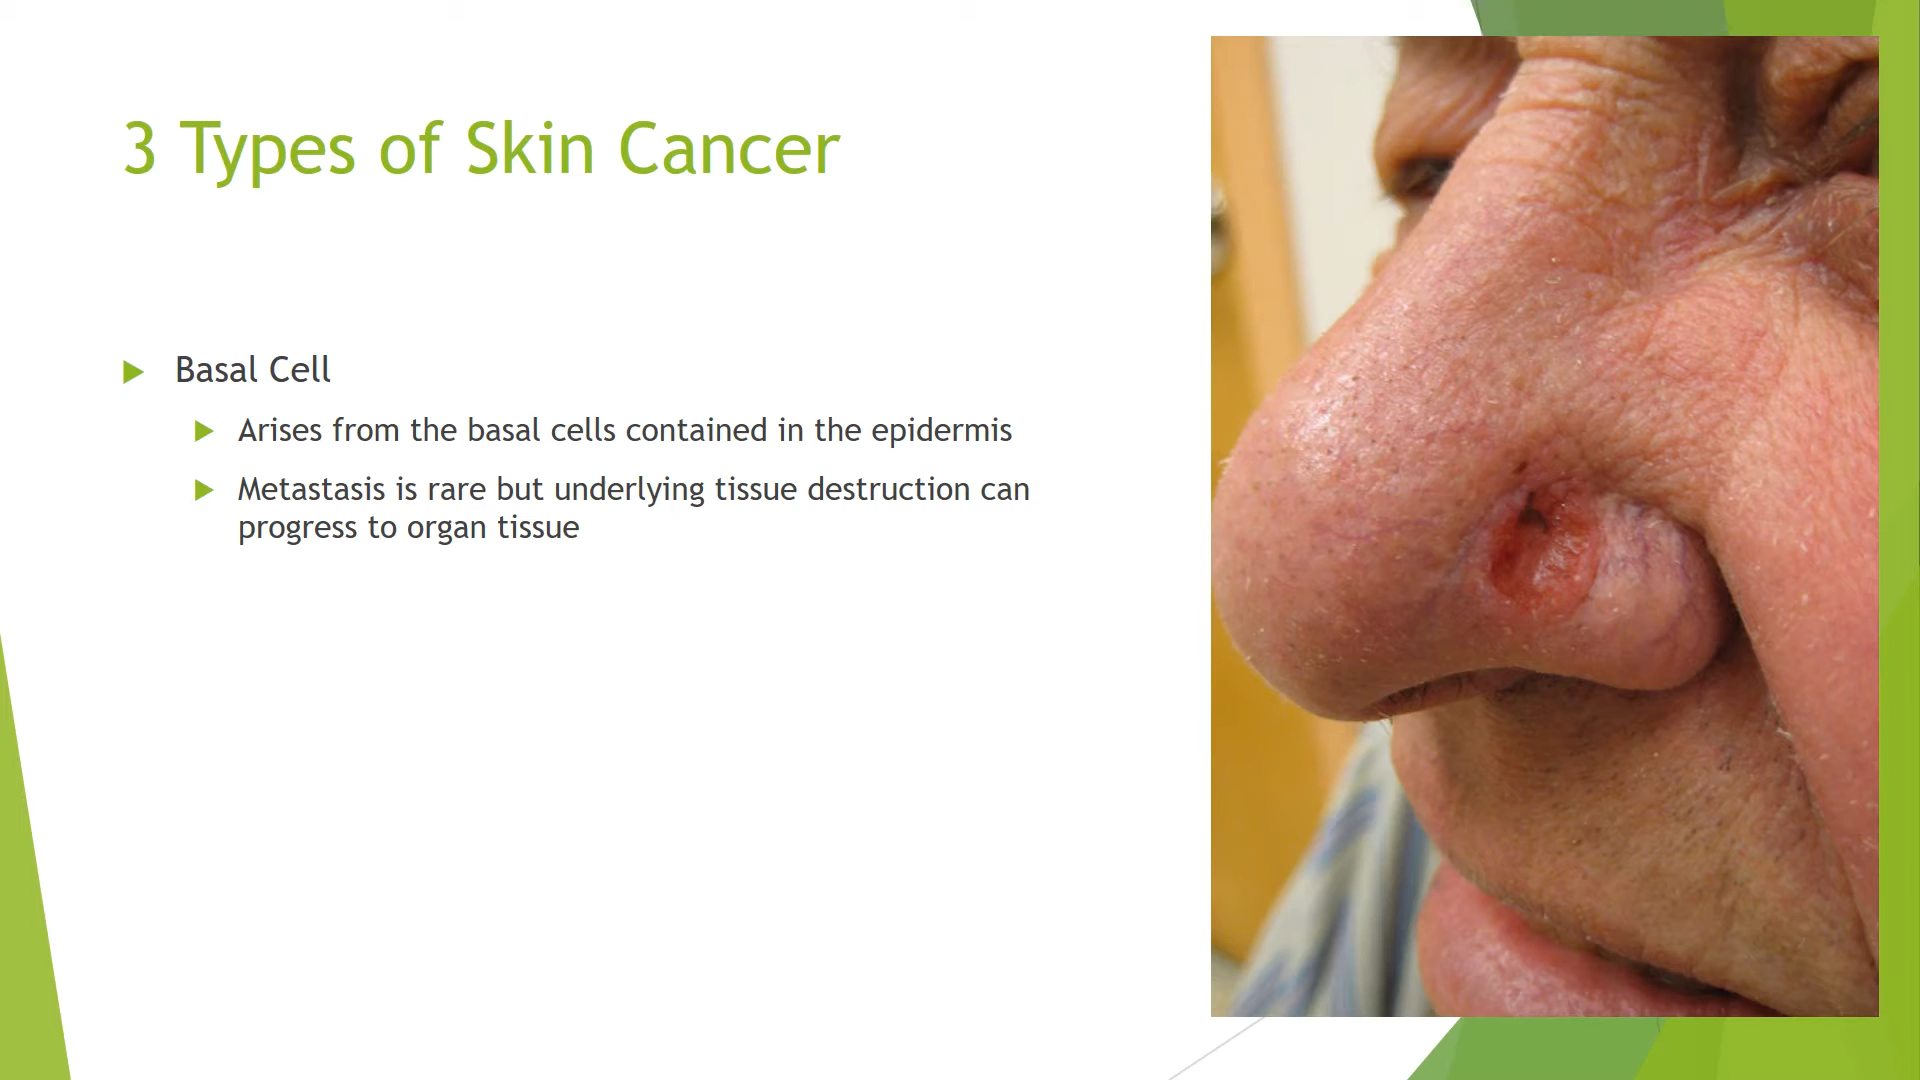 3 Types of Skin Cancer
Basal Cell
Arises from the basal cells contained in the epidermis
Metastasis is rare but underlying tissue destruction can
progress to organ tissue